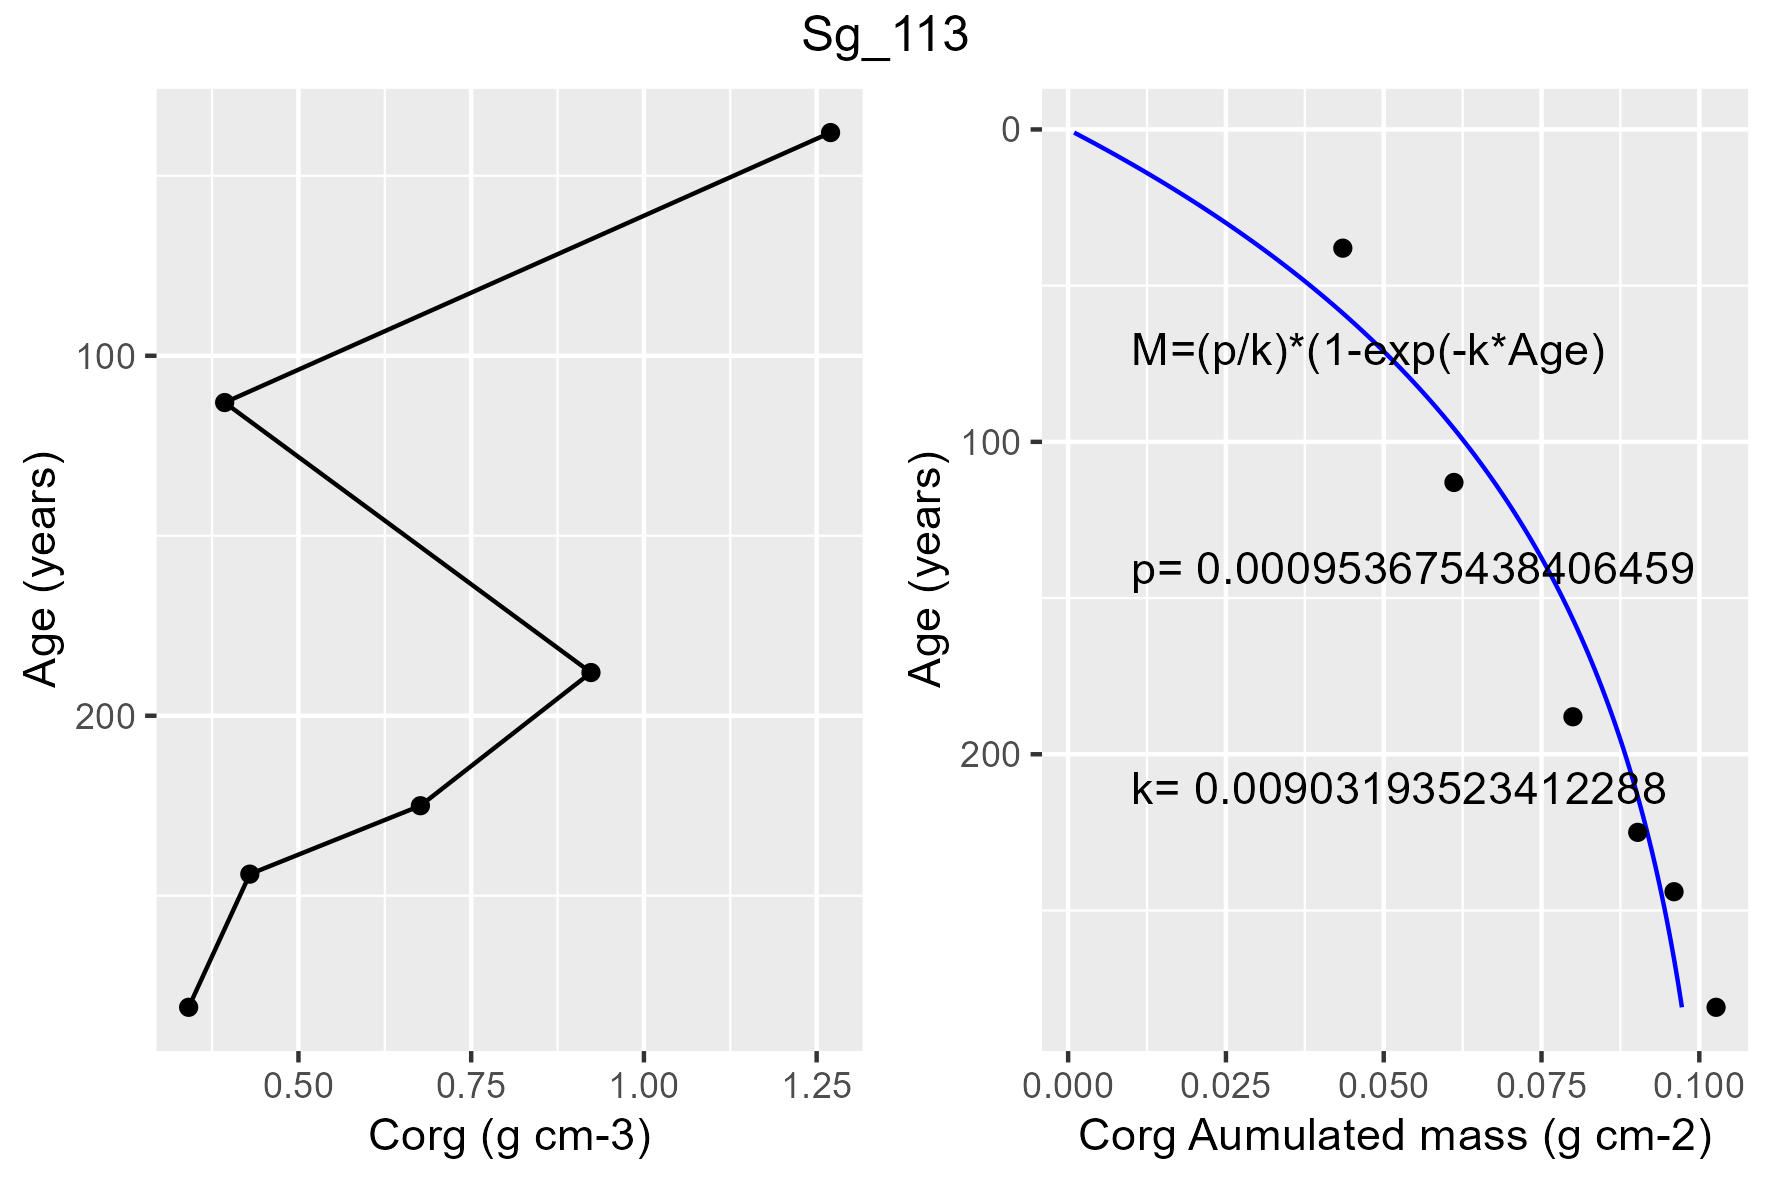 Sg_113
Age (years)
100
200
0.50 0.75 1.00 1.25
Corg (g cm-3)
Age (years)
0
100
200
M=(p/k)*(1-exp(-k*Age)
p= 0.000953675438406459
k= 0.00903193523412288
0.000 0.025 0.050 0.075 0.100
Corg Aumulated mass (g cm-2)